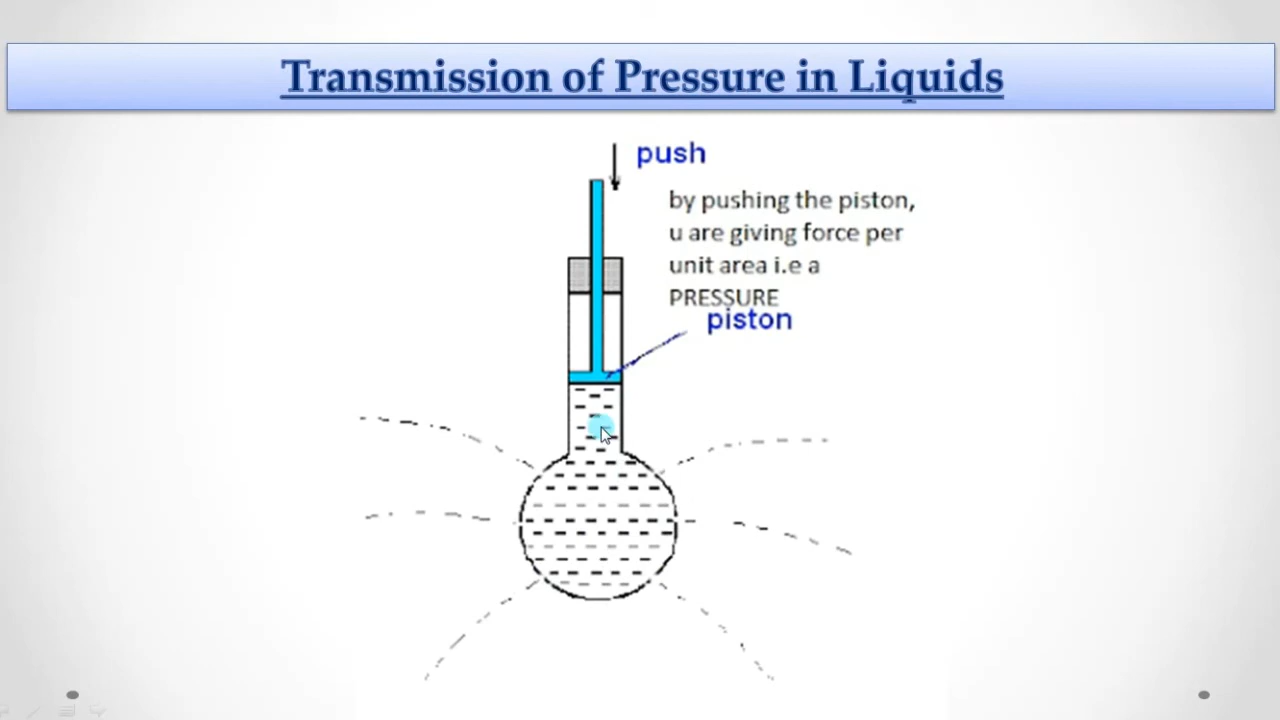 Transmission of Pressure in Liquids
push
by pushing the piston,
u are giving force per
unit area i.e a
PRESSURE
piston